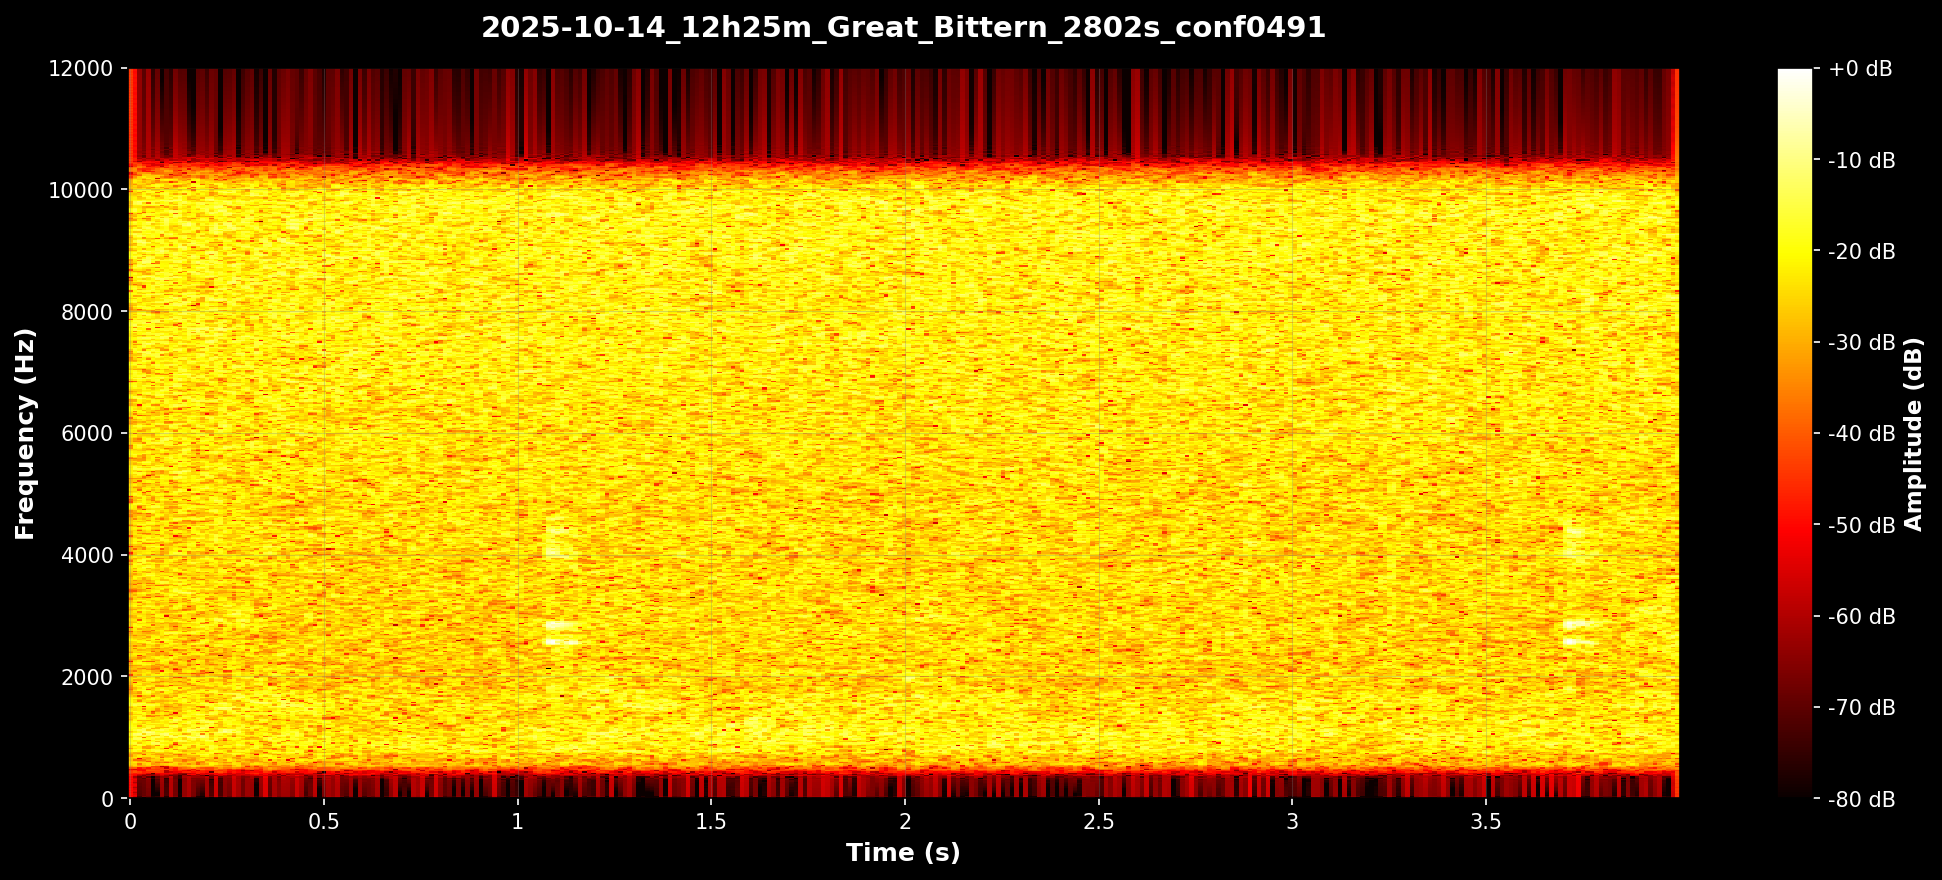 2025-10-14_12h25m_Great_Bittern_2802s_conf0491
12000
10000
8000
6000
4000
2000
0
Frequency (Hz)
0 0.5 1 1.5 2 2.5 3 3.5
Time (s)
+0 dB
-10 dB
-20 dB
-30 dB
-40 dB
-50 dB
-60 dB
-70 dB
-80 dB
Amplitude (dB)